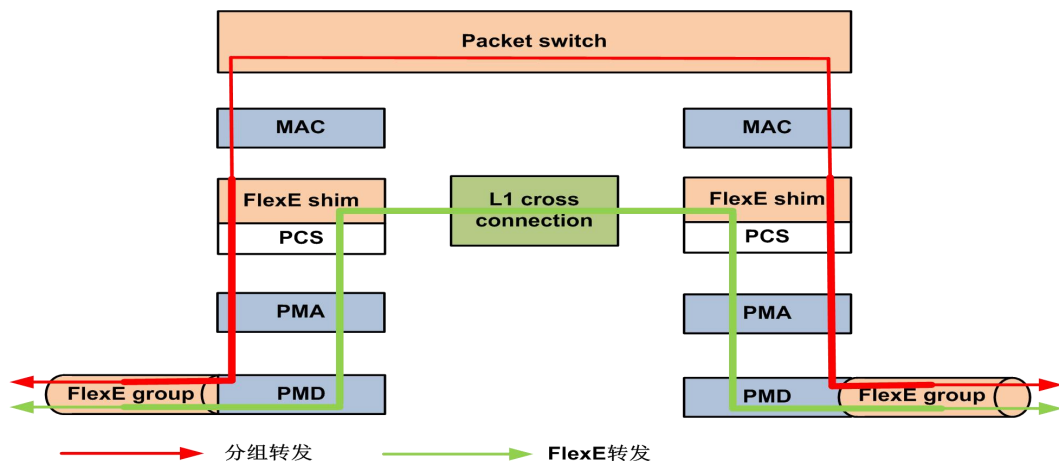 Packet switch
MAC
MAC
FlexE shim
L1 cross
connection
FlexE shim
PCS
PCS
PMA
PMA
FlexE group
PMD
PMD
FlexE group
分组转发
FlexE转发